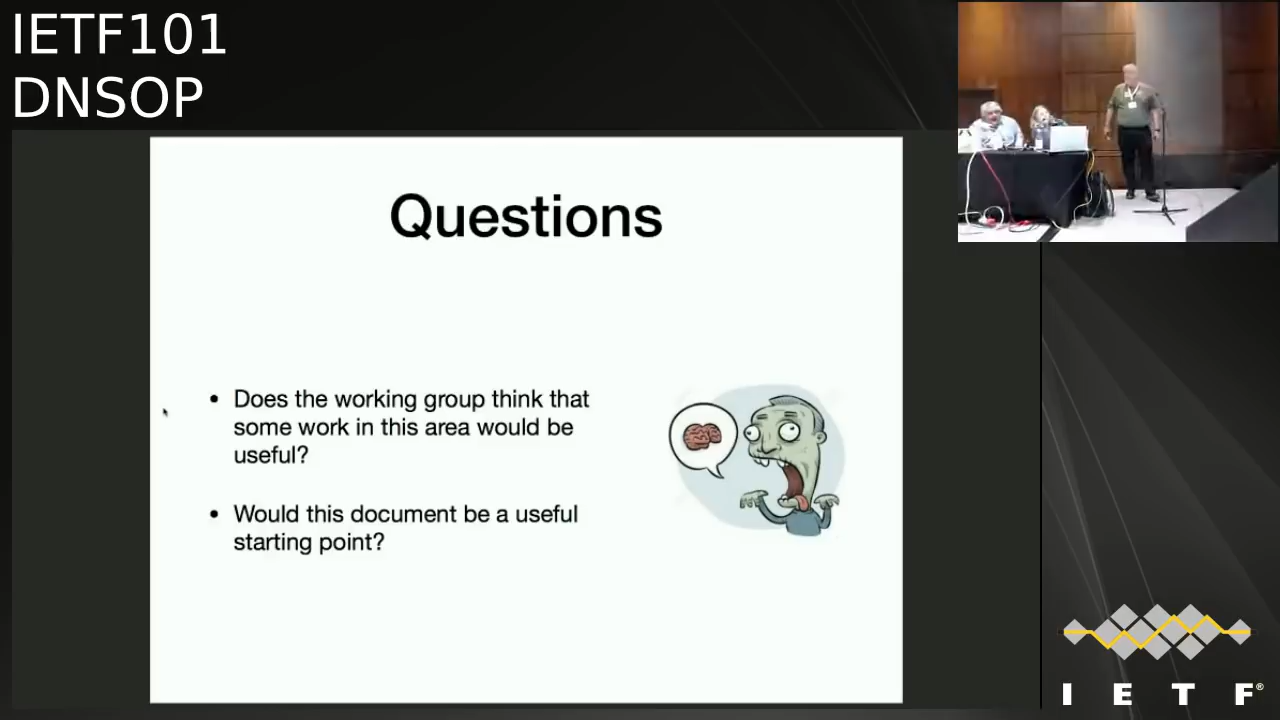 IETF101
DNSOP
Questions
• Does the working group think that
some work in this area would be
useful?
• Would this document be a useful
starting point?
I E T F®